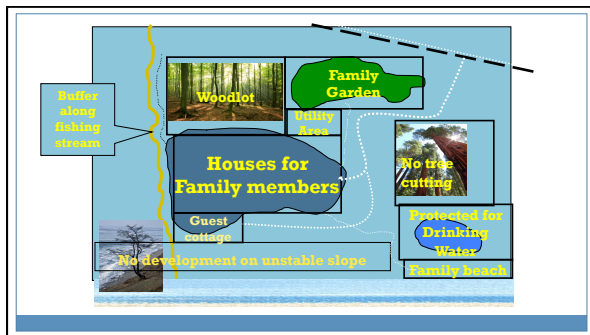 Buffer
along
fishing
stream
Woodlot
Family
Garden
Utility
Area
Houses for
Family members
No tree
cutting
Guest
cottage
Protected for
Drinking
Water
No development on unstable slope
Family beach